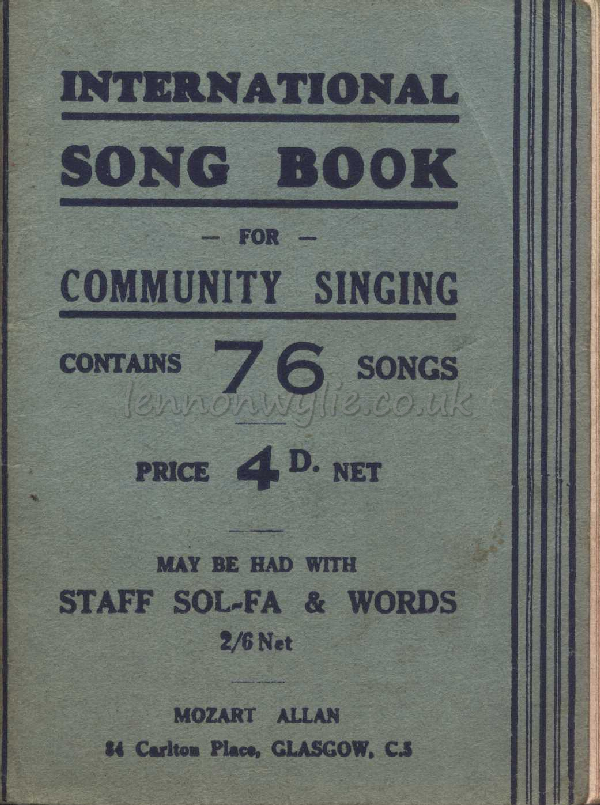 INTERNATIONAL
SONG BOOK
— FOR —
COMMUNITY SINGING
CONTAINS 76 SONGS
lennonwylie.co.uk
PRICE 4D. NET
MAY BE HAD WITH
STAFF SOL-FA & WORDS
2/6 Net
MOZART ALLAN
84 Carlton Place, GLASGOW, C.5